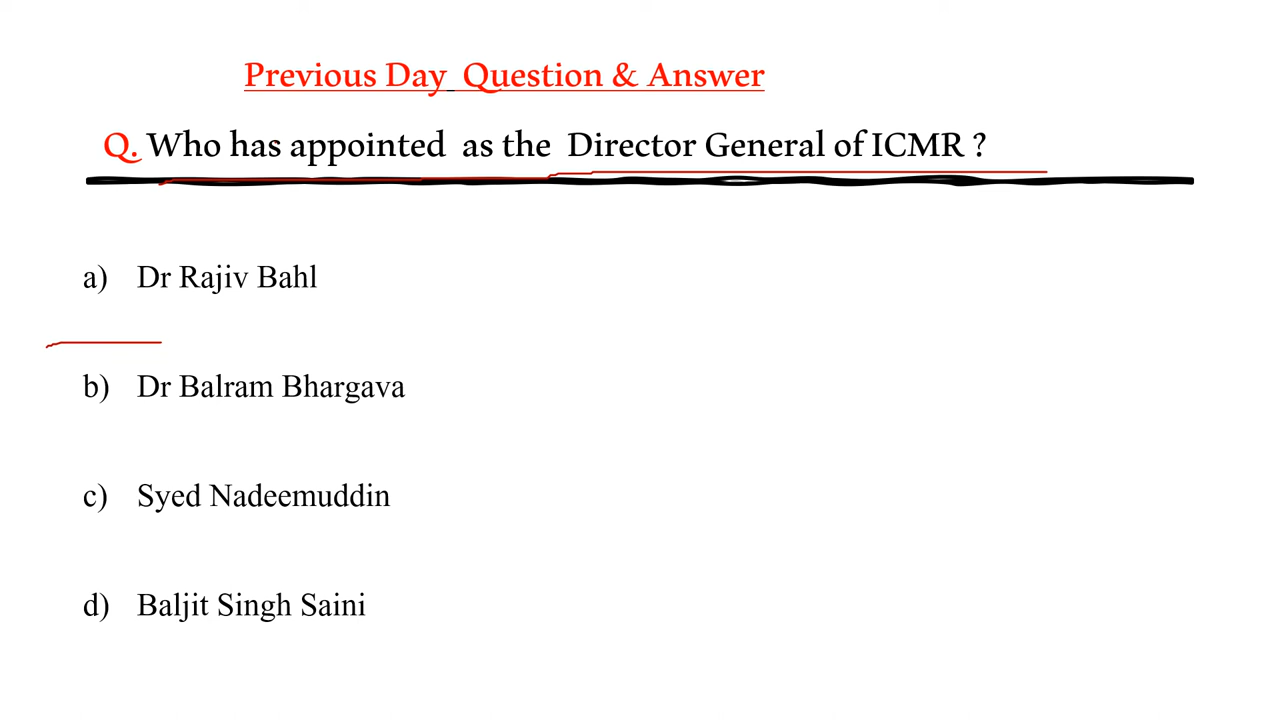 Previous Day Question & Answer
Q. Who has appointed as the Director General of ICMR ?
a) Dr Rajiv Bahl
b) Dr Balram Bhargava
c) Syed Nadeemuddin
d) Baljit Singh Saini